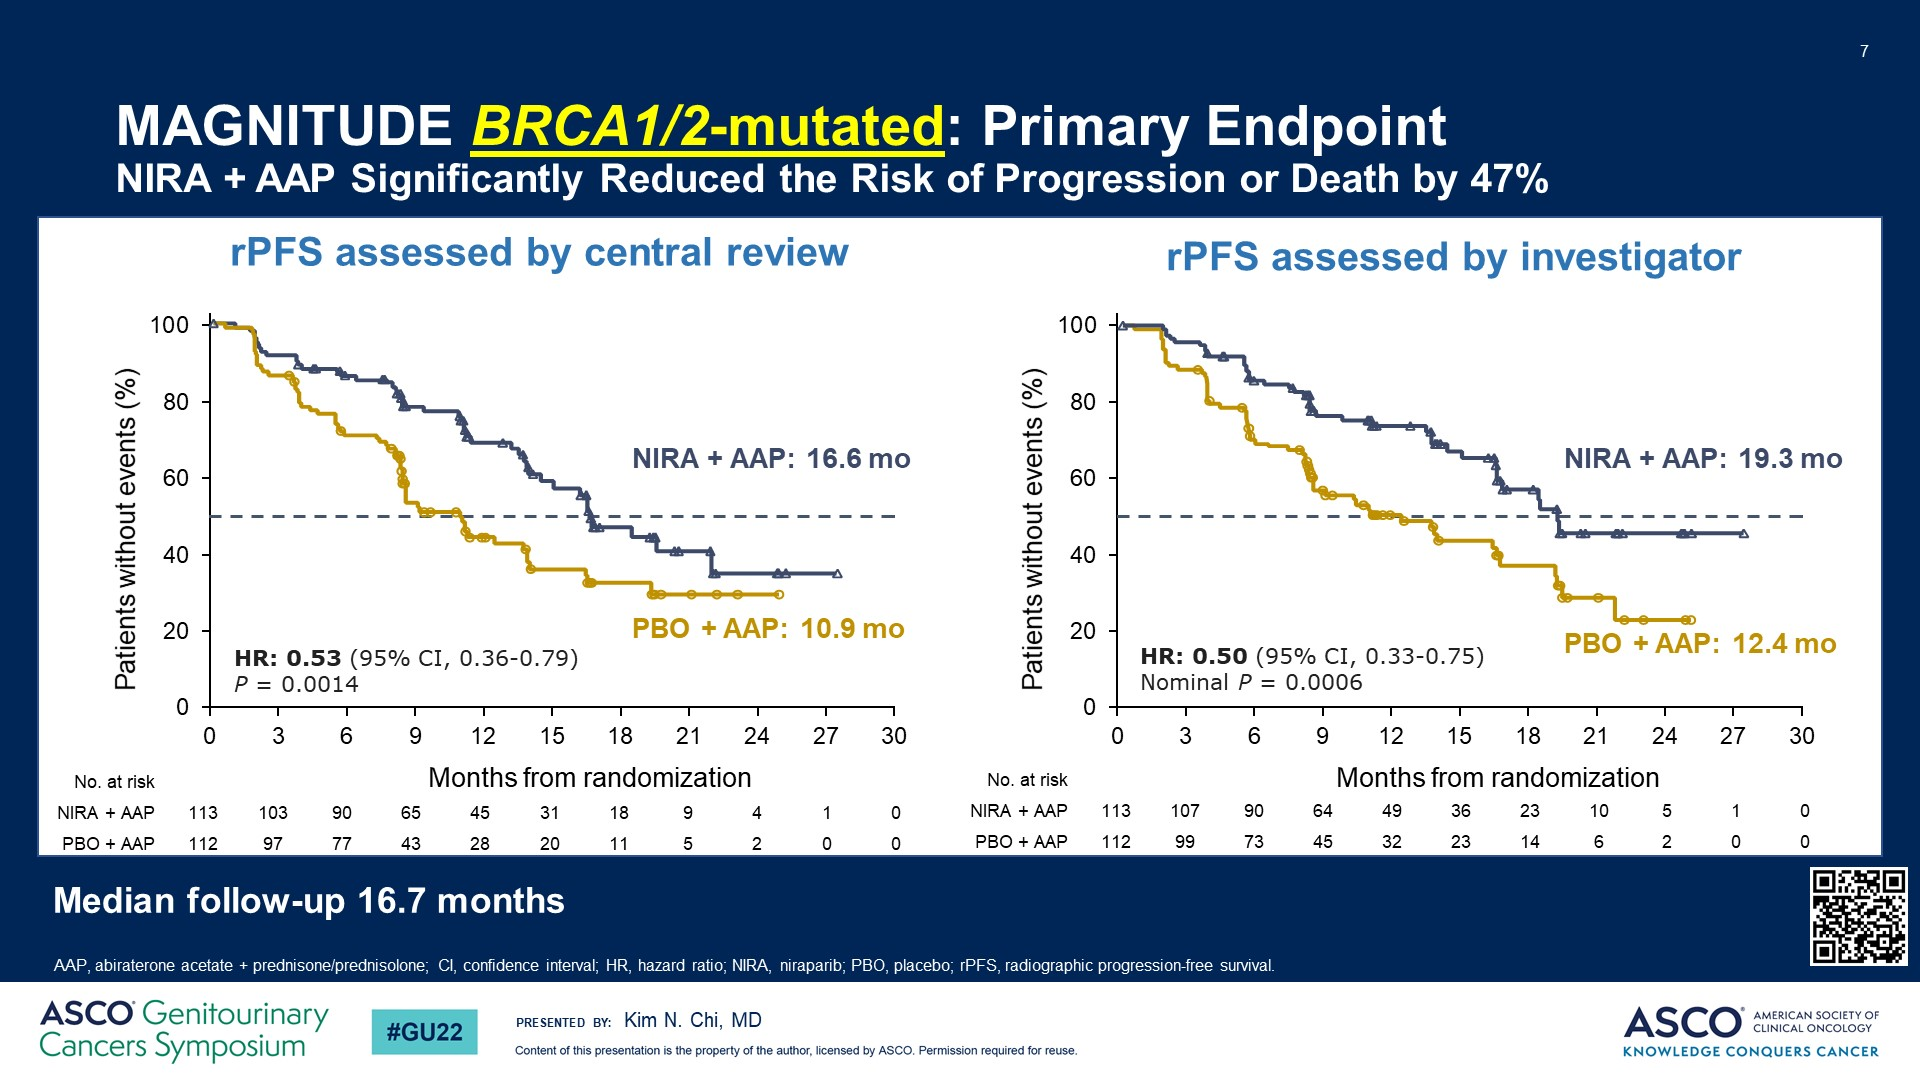 7
MAGNITUDE BRCA1/2-mutated: Primary Endpoint
NIRA + AAP Significantly Reduced the Risk of Progression or Death by 47%
rPFS assessed by central review
Patients without events (%)
100
80
60
40
20
0
NIRA + AAP: 16.6 mo
PBO + AAP: 10.9 mo
HR: 0.53 (95% CI, 0.36-0.79)
P = 0.0014
0 3 6 9 12 15 18 21 24 27 30
Months from randomization
No. at risk
NIRA + AAP 113 103 90 65 45 31 18 9 4 1 0
PBO + AAP 112 97 77 43 28 20 11 5 2 0 0
rPFS assessed by investigator
Patients without events (%)
100
80
60
40
20
0
NIRA + AAP: 19.3 mo
PBO + AAP: 12.4 mo
HR: 0.50 (95% CI, 0.33-0.75)
Nominal P = 0.0006
0 3 6 9 12 15 18 21 24 27 30
Months from randomization
No. at risk
NIRA + AAP 113 107 90 64 49 36 23 10 5 1 0
PBO + AAP 112 99 73 45 32 23 14 6 2 0 0
Median follow-up 16.7 months
AAP, abiraterone acetate + prednisone/prednisolone; CI, confidence interval; HR, hazard ratio; NIRA, niraparib; PBO, placebo; rPFS, radiographic progression-free survival.
ASCO® Genitourinary
Cancers Symposium
#GU22
PRESENTED BY: Kim N. Chi, MD
Content of this presentation is the property of the author, licensed by ASCO. Permission required for reuse.
ASCO® AMERICAN SOCIETY OF
CLINICAL ONCOLOGY
KNOWLEDGE CONQUERS CANCER